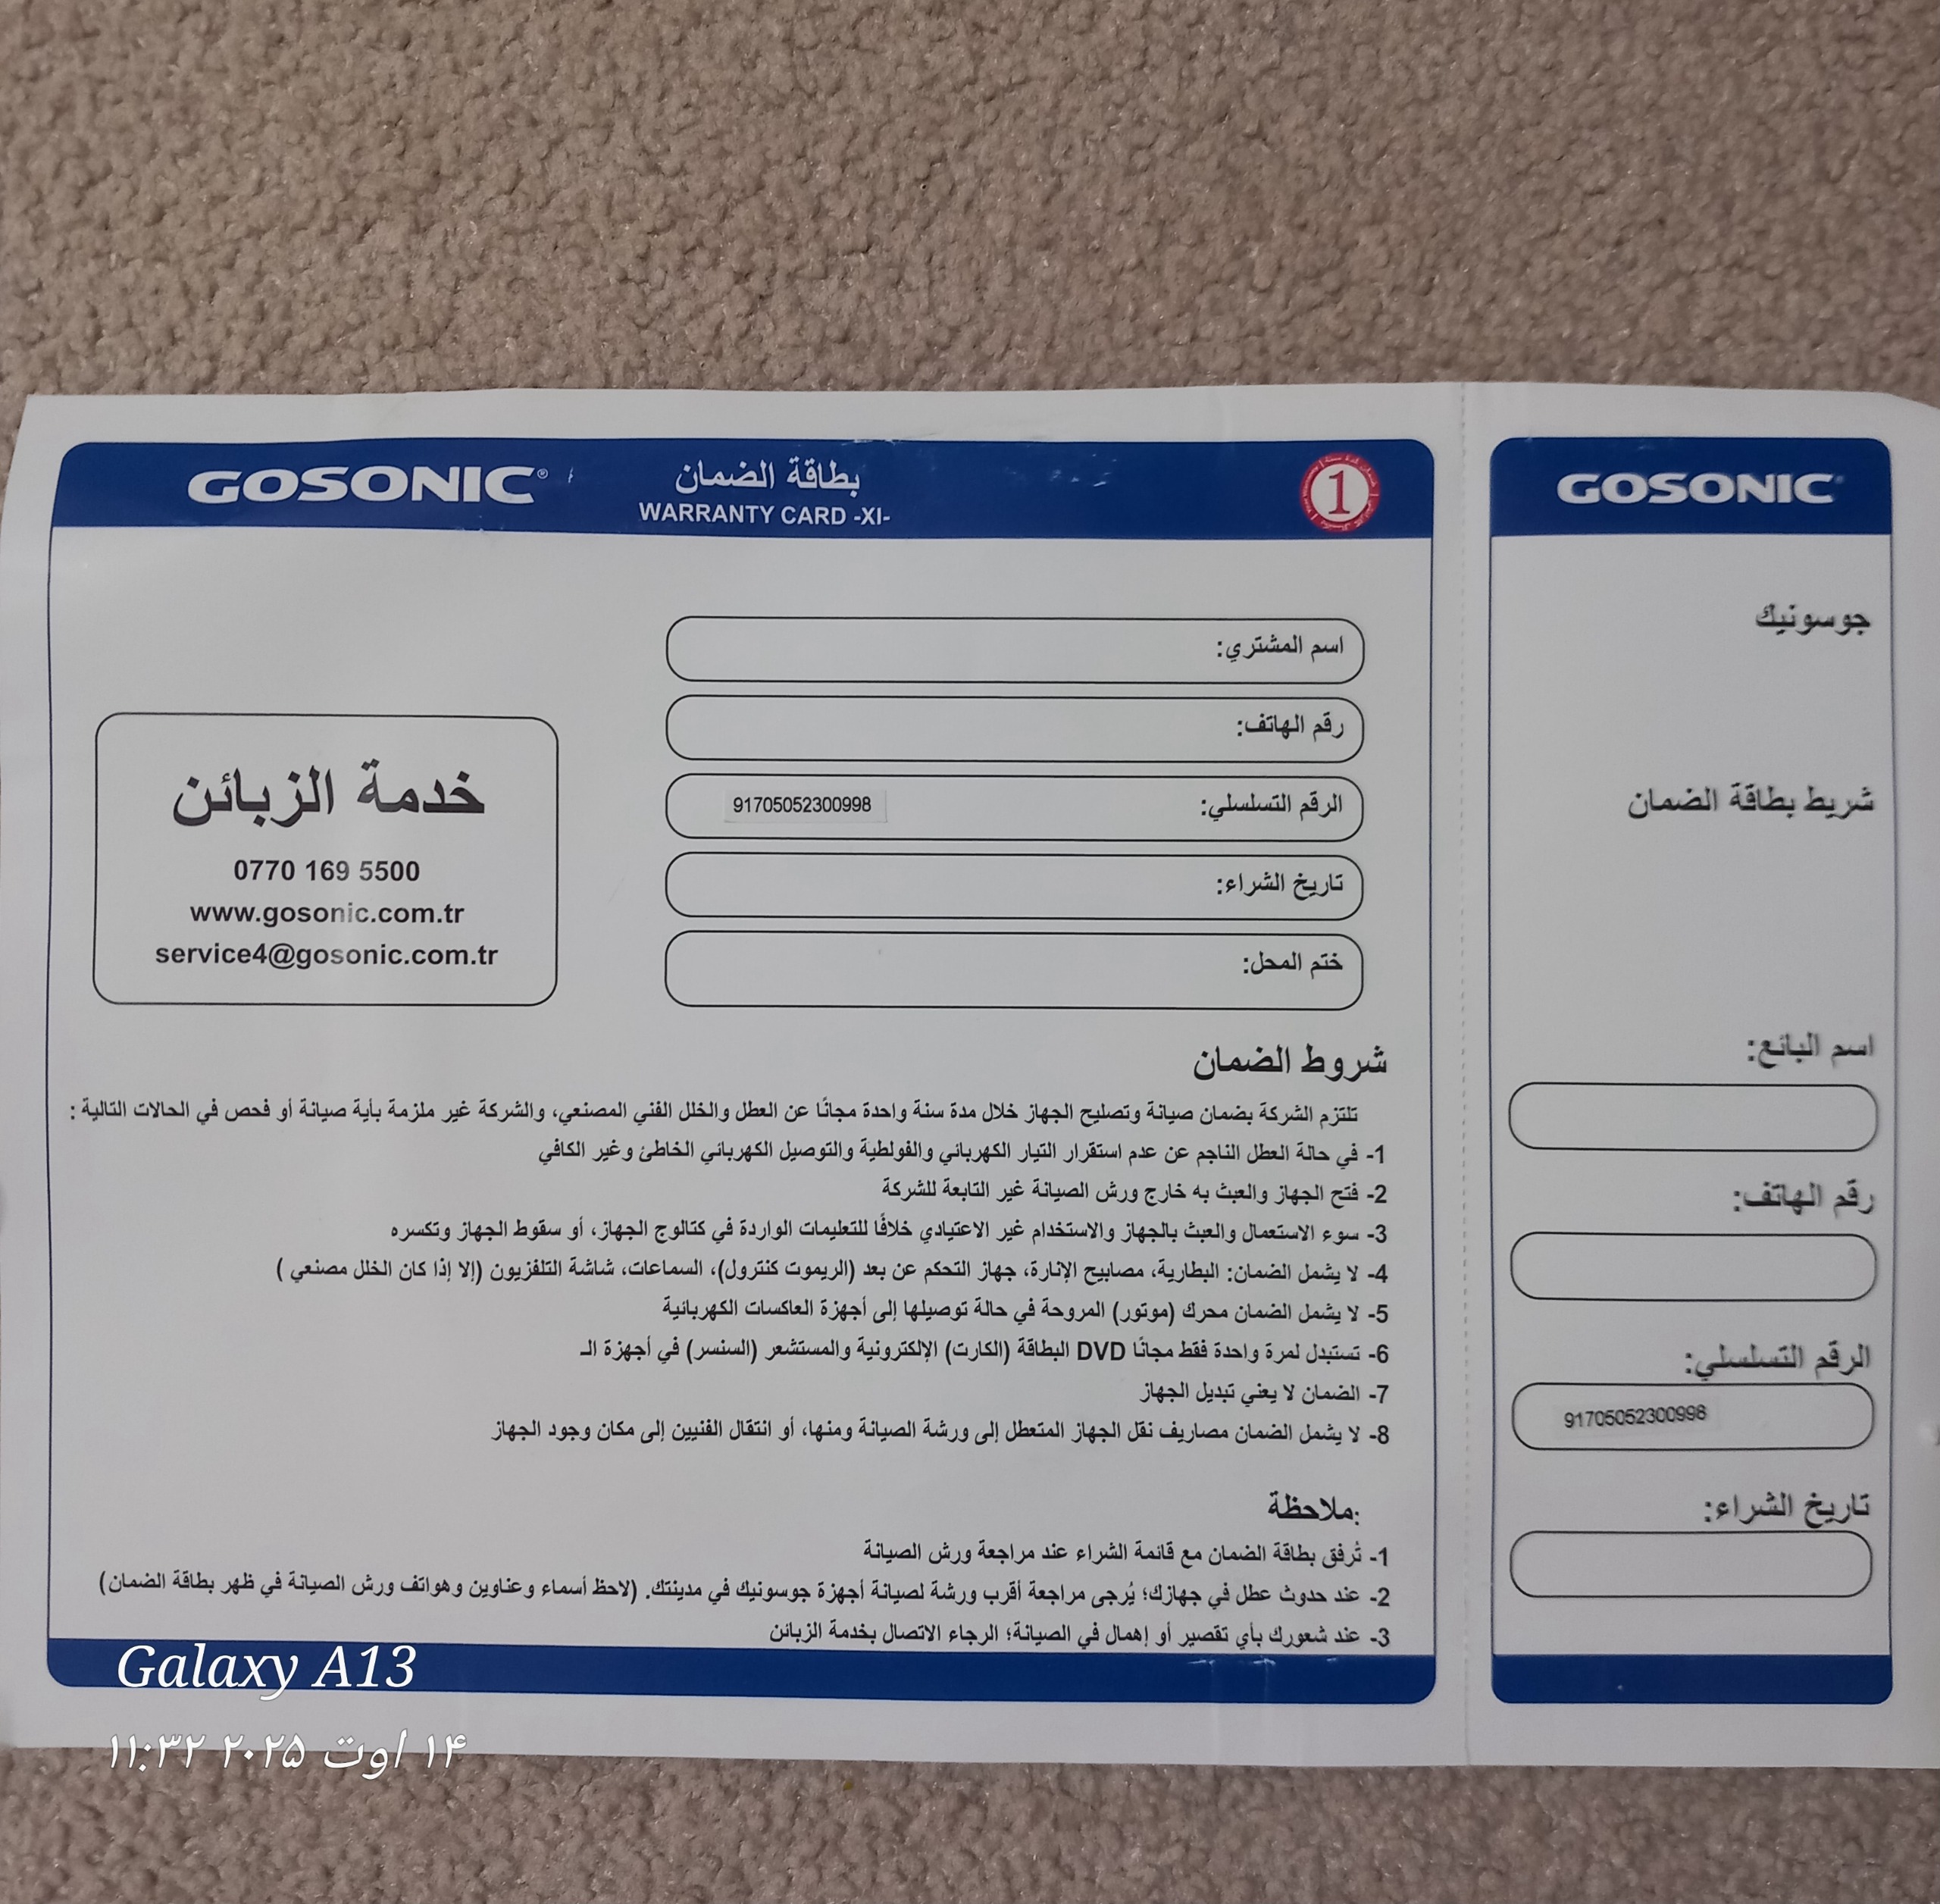 GOSONIC®
بطاقة الضمان
WARRANTY CARD -XI-
1
اسم المشتري:
رقم الهاتف:
الرقم التسلسلي: 91705052300998
تاريخ الشراء:
ختم المحل:
خدمة الزبائن
0770 169 5500
www.gosonic.com.tr
service4@gosonic.com.tr
شروط الضمان
تلتزم الشركة بضمان صيانة وتصليح الجهاز خلال مدة سنة واحدة مجانًا عن العطل والخلل الفني المصنعي، والشركة غير ملزمة بأية صيانة أو فحص في الحالات التالية :
1- في حالة العطل الناجم عن عدم استقرار التيار الكهربائي والفولطية والتوصيل الكهربائي الخاطئ وغير الكافي
2- فتح الجهاز والعبث به خارج ورش الصيانة غير التابعة للشركة
3- سوء الاستعمال والعبث بالجهاز والاستخدام غير الاعتيادي خلافًا للتعليمات الواردة في كتالوج الجهاز، أو سقوط الجهاز وتكسره
4- لا يشمل الضمان: البطارية، مصابيح الإنارة، جهاز التحكم عن بعد (الريموت كنترول)، السماعات، شاشة التلفزيون (إلا إذا كان الخلل مصنعي )
5- لا يشمل الضمان محرك (موتور) المروحة في حالة توصيلها إلى أجهزة العاكسات الكهربائية
6- تستبدل لمرة واحدة فقط مجانًا DVD البطاقة (الكارت) الإلكترونية والمستشعر (السنسر) في أجهزة الـ
7- الضمان لا يعني تبديل الجهاز
8- لا يشمل الضمان مصاريف نقل الجهاز المتعطل إلى ورشة الصيانة ومنها، أو انتقال الفنيين إلى مكان وجود الجهاز
:ملاحظة
1- تُرفق بطاقة الضمان مع قائمة الشراء عند مراجعة ورش الصيانة
2- عند حدوث عطل في جهازك؛ يُرجى مراجعة أقرب ورشة لصيانة أجهزة جوسونيك في مدينتك. (لاحظ أسماء وعناوين وهواتف ورش الصيانة في ظهر بطاقة الضمان)
3- عند شعورك بأي تقصير أو إهمال في الصيانة؛ الرجاء الاتصال بخدمة الزبائن
GOSONIC
جوسونيك
شريط بطاقة الضمان
اسم البائع:
رقم الهاتف:
الرقم التسلسلي:
91705052300998
تاريخ الشراء:
Galaxy A13
۱۴ اوت ۲۰۲۵ ۱۱:۳۲